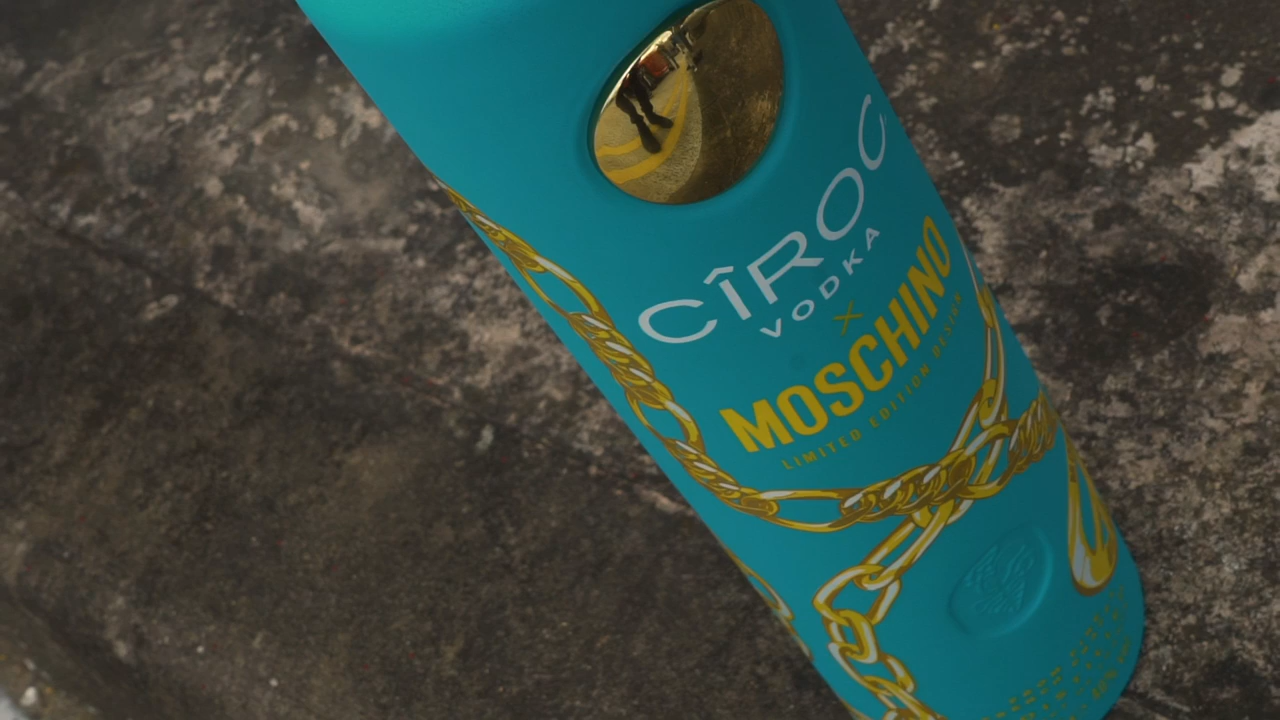 CÎROC
VODKA
X
MOSCHINO
LIMITED EDITION DESIGN